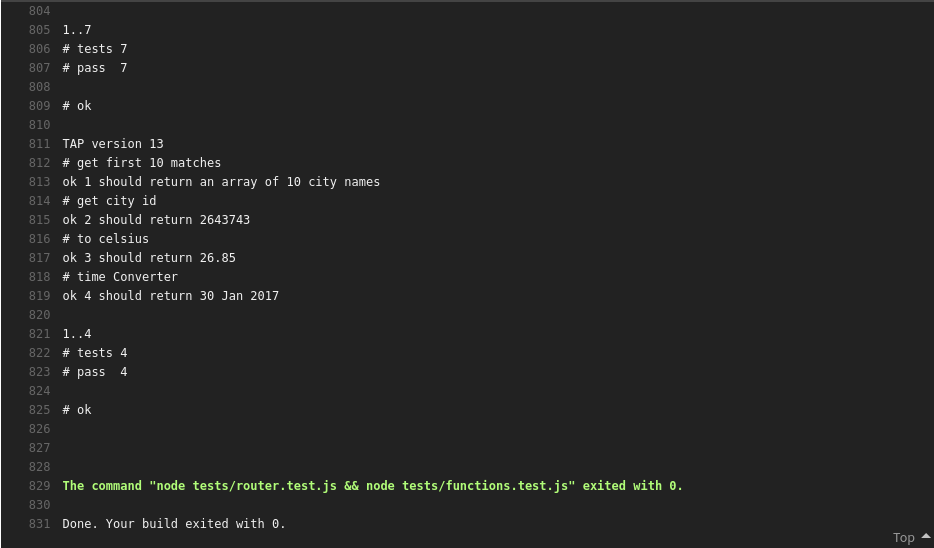 804
805 1..7
806 # tests 7
807 # pass  7
808
809 # ok
810
811 TAP version 13
812 # get first 10 matches
813 ok 1 should return an array of 10 city names
814 # get city id
815 ok 2 should return 2643743
816 # to celsius
817 ok 3 should return 26.85
818 # time Converter
819 ok 4 should return 30 Jan 2017
820
821 1..4
822 # tests 4
823 # pass  4
824
825 # ok
826
827
828
829 The command "node tests/router.test.js && node tests/functions.test.js" exited with 0.
830
831 Done. Your build exited with 0.
Top